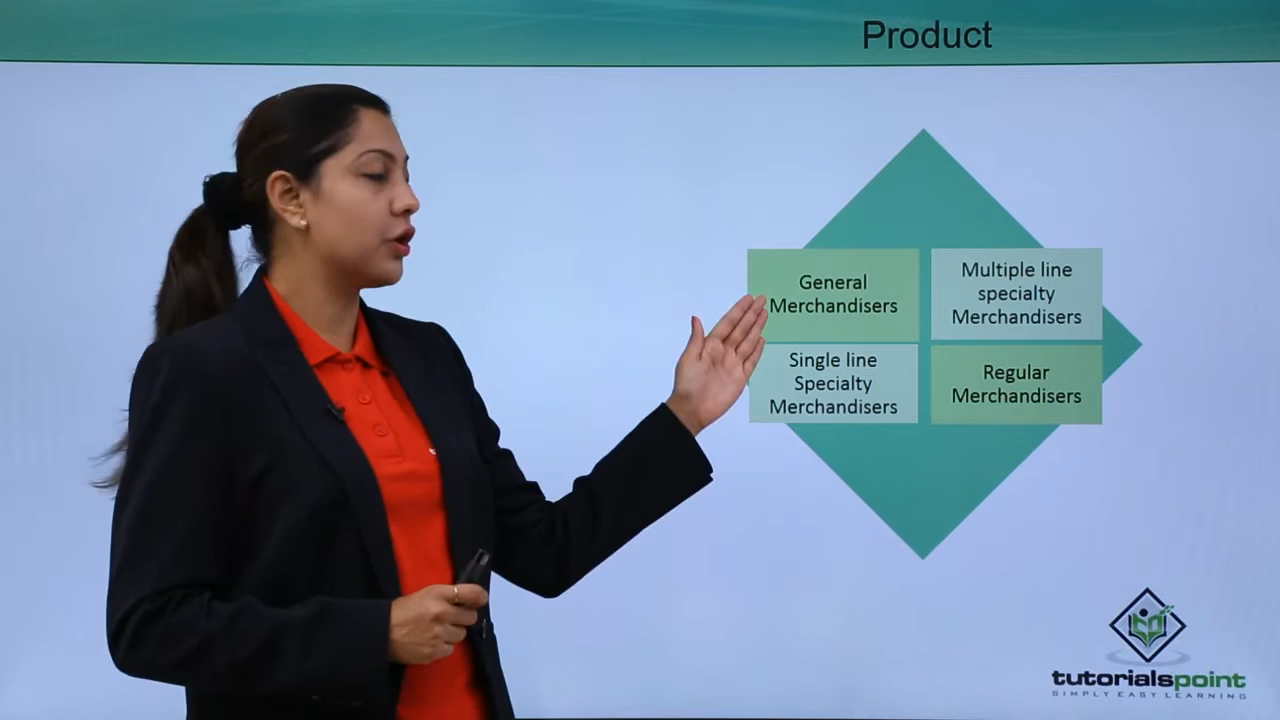 Product
General
Merchandisers
Multiple line
specialty
Merchandisers
Single line
Specialty
Merchandisers
Regular
Merchandisers
tutorialspoint
SIMPLY EASY LEARNING